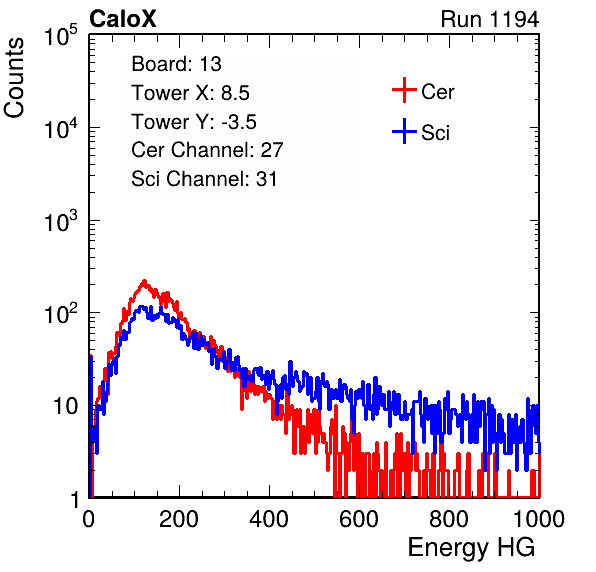 CaloX Run 1194
Counts
10^5
Board: 13
Tower X: 8.5
Tower Y: -3.5
Cer Channel: 27
Sci Channel: 31
Cer
Sci
10^4
10^3
10^2
10
1
0 200 400 600 800 1000
Energy HG